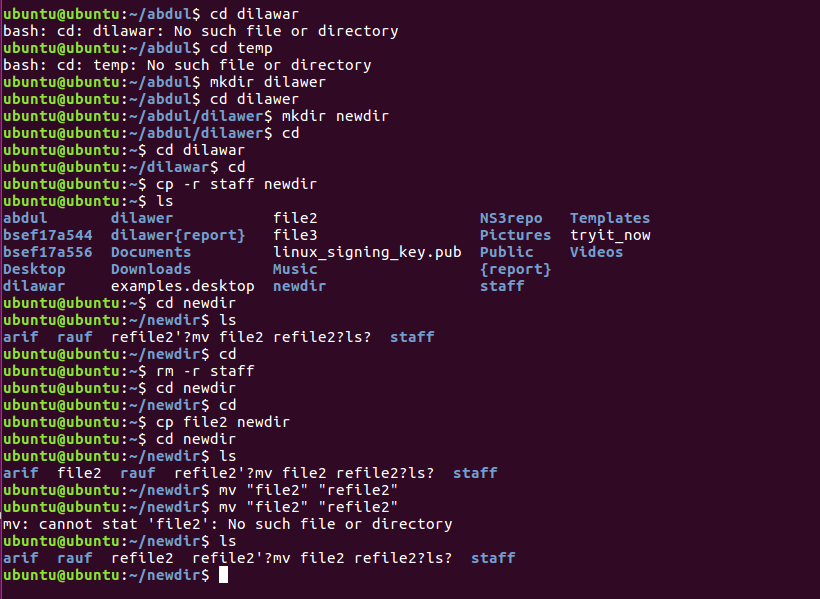 ubuntu@ubuntu:~/abdul$ cd dilawar
bash: cd: dilawar: No such file or directory
ubuntu@ubuntu:~/abdul$ cd temp
bash: cd: temp: No such file or directory
ubuntu@ubuntu:~/abdul$ mkdir dilawer
ubuntu@ubuntu:~/abdul$ cd dilawer
ubuntu@ubuntu:~/abdul/dilawer$ mkdir newdir
ubuntu@ubuntu:~/abdul/dilawer$ cd
ubuntu@ubuntu:~$ cd dilawar
ubuntu@ubuntu:~/dilawar$ cd
ubuntu@ubuntu:~$ cp -r staff newdir
ubuntu@ubuntu:~$ ls
abdul       dilawer          file2                  NS3repo   Templates
bsef17a544  dilawer{report}  file3                  Pictures  tryit_now
bsef17a556  Documents        linux_signing_key.pub  Public    Videos
Desktop     Downloads        Music                  {report}
dilawar     examples.desktop  newdir                 staff
ubuntu@ubuntu:~$ cd newdir
ubuntu@ubuntu:~/newdir$ ls
arif  rauf  refile2'?mv file2 refile2?ls?  staff
ubuntu@ubuntu:~/newdir$ cd
ubuntu@ubuntu:~$ rm -r staff
ubuntu@ubuntu:~$ cd newdir
ubuntu@ubuntu:~/newdir$ cd
ubuntu@ubuntu:~$ cp file2 newdir
ubuntu@ubuntu:~$ cd newdir
ubuntu@ubuntu:~/newdir$ ls
arif  file2  rauf  refile2'?mv file2 refile2?ls?  staff
ubuntu@ubuntu:~/newdir$ mv "file2" "refile2"
ubuntu@ubuntu:~/newdir$ mv "file2" "refile2"
mv: cannot stat 'file2': No such file or directory
ubuntu@ubuntu:~/newdir$ ls
arif  rauf  refile2  refile2'?mv file2 refile2?ls?  staff
ubuntu@ubuntu:~/newdir$